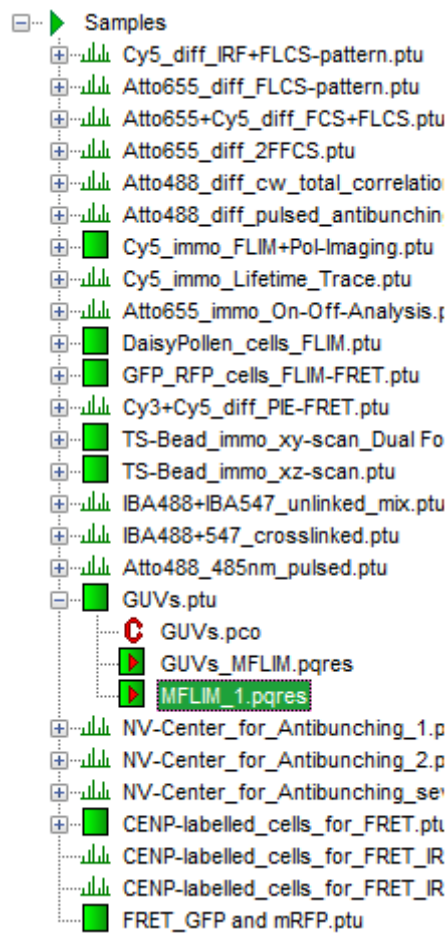 Samples
Cy5_diff_IRF+FLCS-pattern.ptu
Atto655_diff_FLCS-pattern.ptu
Atto655+Cy5_diff_FCS+FLCS.ptu
Atto655_diff_2FFCS.ptu
Atto488_diff_cw_total_correlatio
Atto488_diff_pulsed_antibunchin
Cy5_immo_FLIM+Pol-Imaging.ptu
Cy5_immo_Lifetime_Trace.ptu
Atto655_immo_On-Off-Analysis.p
DaisyPollen_cells_FLIM.ptu
GFP_RFP_cells_FLIM-FRET.ptu
Cy3+Cy5_diff_PIE-FRET.ptu
TS-Bead_immo_xy-scan_Dual Fo
TS-Bead_immo_xz-scan.ptu
IBA488+IBA547_unlinked_mix.ptu
IBA488+547_crosslinked.ptu
Atto488_485nm_pulsed.ptu
GUVs.ptu
GUVs.pco
GUVs_MFLIM.pqres
MFLIM_1.pqres
NV-Center_for_Antibunching_1.p
NV-Center_for_Antibunching_2.p
NV-Center_for_Antibunching_se
CENP-labelled_cells_for_FRET.ptu
CENP-labelled_cells_for_FRET_IR
CENP-labelled_cells_for_FRET_IR
FRET_GFP and mRFP.ptu